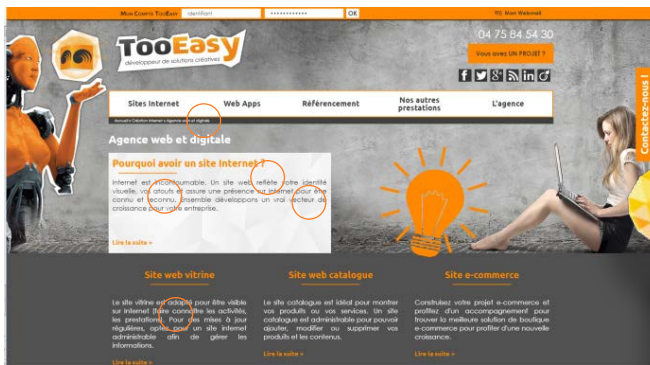 MON COMPTE TOOEASY Identifiant •••••••••••• OK Mon Webmail
TooEasy
développeur de solutions créatives
04 75 84 54 30
Vous avez UN PROJET ?
Contactez-nous !
Sites Internet Web Apps Référencement Nos autres prestations L'agence
Accueil » Création Internet » Agence web et digitale
Agence web et digitale
Pourquoi avoir un site Internet ?
Internet est incontournable. Un site web reflète votre identité
visuelle, vos atouts et assure une présence sur internet pour être
connu et reconnu. Ensemble développons un vrai vecteur de
croissance pour votre entreprise.
Lire la suite »
Site web vitrine
Le site vitrine est adapté pour être visible
sur Internet (faire connaître les activités,
les prestations). Pour des mises à jour
régulières, optez pour un site internet
administrable afin de gérer les
informations.
Lire la suite »
Site web catalogue
Le site catalogue est idéal pour montrer
vos produits ou vos services. Un site
catalogue est administrable pour pouvoir
ajouter, modifier ou supprimer vos
produits et les contenus.
Lire la suite »
Site e-commerce
Construisez votre projet e-commerce et
profitez d'un accompagnement pour
trouver la meilleure solution de boutique
e-commerce pour profiter d'une nouvelle
croissance.
Lire la suite »